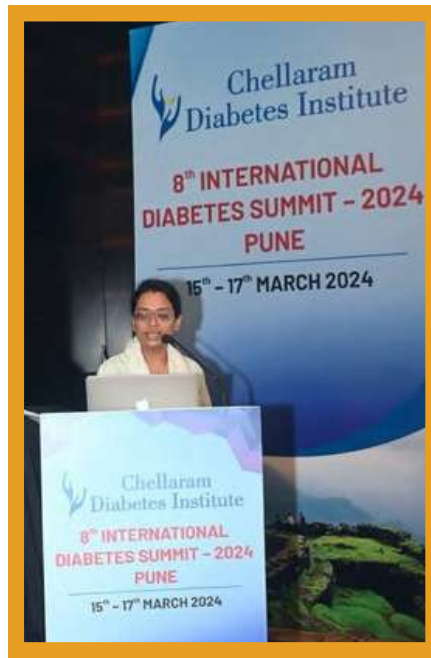 Chellaram
Diabetes Institute
8th INTERNATIONAL
DIABETES SUMMIT – 2024
PUNE
15th – 17th MARCH 2024
Chellaram
Diabetes Institute
8th INTERNATIONAL
DIABETES SUMMIT – 2024
PUNE
15th – 17th MARCH 2024